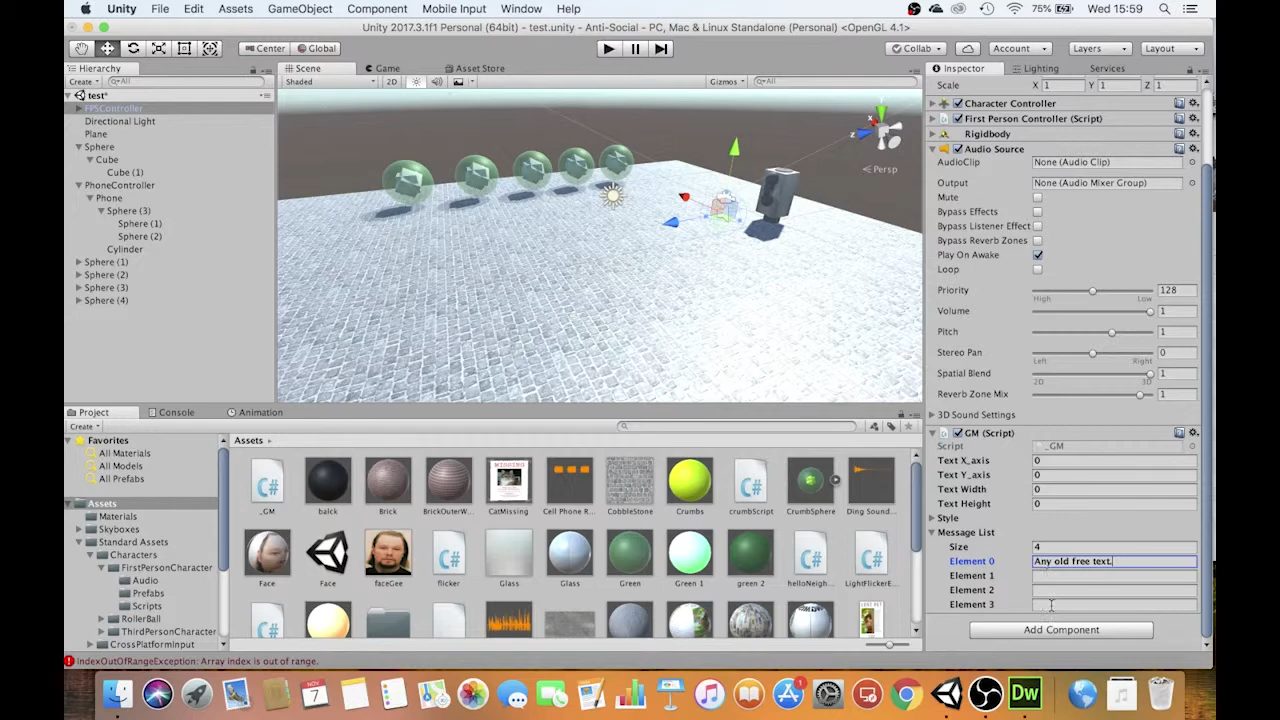 Unity File Edit Assets GameObject Component Mobile Input Window Help 75% Wed 15:59
Unity 2017.3.1f1 Personal (64bit) - test.unity - Anti-Social - PC, Mac & Linux Standalone (Personal) <OpenGL 4.1>
Center Global Collab Account Layers Layout
Hierarchy Scene Game Asset Store Inspector Lighting Services
Create All Shaded 2D Gizmos All Scale X 1 Y 1 Z 1
test*
FPSController
Directional Light
Plane
Sphere
Cube
Cube (1)
PhoneController
Phone
Sphere (3)
Sphere (1)
Sphere (2)
Cylinder
Sphere (1)
Sphere (2)
Sphere (3)
Sphere (4)
y
x
z
Persp
Character Controller
First Person Controller (Script)
Rigidbody
Audio Source
AudioClip None (Audio Clip)
Output None (Audio Mixer Group)
Mute
Bypass Effects
Bypass Listener Effect
Bypass Reverb Zones
Play On Awake
Loop
Priority 128
High Low
Volume 1
Pitch 1
Stereo Pan 0
Left Right
Spatial Blend 1
2D 3D
Reverb Zone Mix 1
3D Sound Settings
GM (Script)
Script _GM
Text X_axis 0
Text Y_axis 0
Text Width 0
Text Height 0
Style
Message List
Size 4
Element 0 Any old free text.
Element 1
Element 2
Element 3
Add Component
Project Console Animation
Create
Favorites
All Materials
All Models
All Prefabs
Assets
Materials
Skyboxes
Standard Assets
Characters
FirstPersonCharacter
Audio
Prefabs
Scripts
RollerBall
ThirdPersonCharacter
CrossPlatformInput
Assets
C# C#
MISSING
_GM balck Brick BrickOuterW... CatMissing Cell Phone R... CobbleStone Crumbs crumbScript CrumbSphere Ding Sound...
C# C# C#
Face Face faceGee flicker Glass Glass Green Green 1 green 2 helloNeigh... LightFlickerE...
C#
IndexOutOfRangeException: Array index is out of range.
NOV
7
Dw